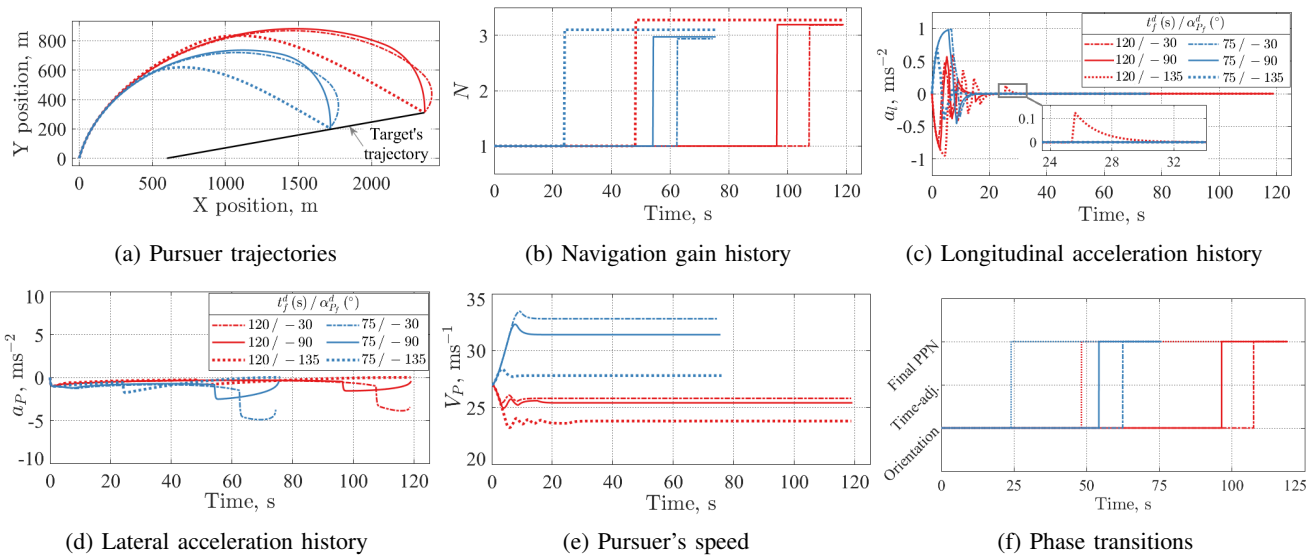 800
600
400
200
0
Y position, m
0 500 1000 1500 2000
X position, m
Target's
trajectory
(a) Pursuer trajectories
3
2
1
N
0 20 40 60 80 100 120
Time, s
(b) Navigation gain history
1
0.5
0
-0.5
-1
a_l, ms⁻²
t_f^d (s) / α_{P_f}^d (°)
120 / − 30 75 / − 30
120 / − 90 75 / − 90
120 / − 135 75 / − 135
0.1
0
24 28 32
0 20 40 60 80 100 120
Time, s
(c) Longitudinal acceleration history
10
5
0
-5
-10
a_P, ms⁻²
t_f^d (s) / α_{P_f}^d (°)
120 / − 30 75 / − 30
120 / − 90 75 / − 90
120 / − 135 75 / − 135
0 20 40 60 80 100 120
Time, s
(d) Lateral acceleration history
35
30
25
20
V_P, ms⁻¹
0 20 40 60 80 100 120
Time, s
(e) Pursuer's speed
Final PPN
Time-adj.
Orientation
0 25 50 75 100 125
Time, s
(f) Phase transitions